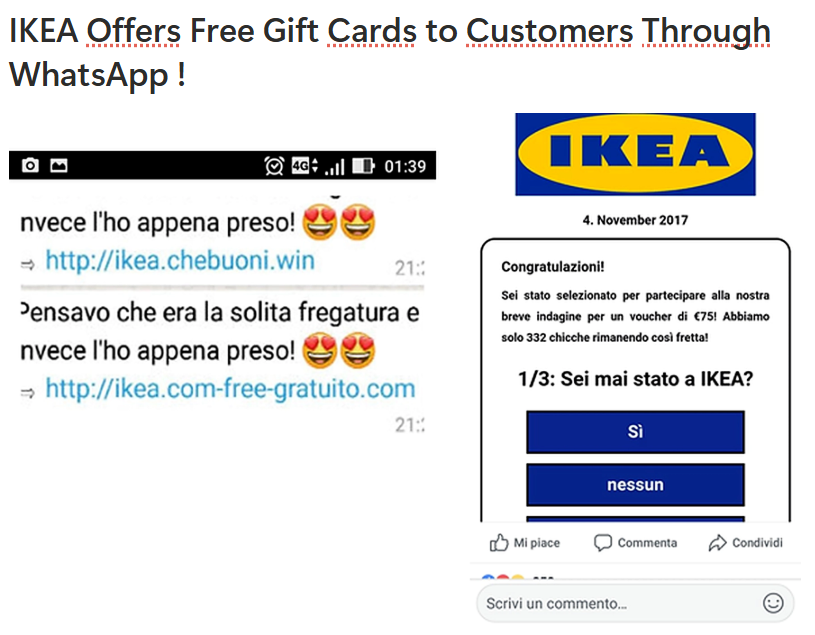 IKEA Offers Free Gift Cards to Customers Through
WhatsApp !
4G
01:39
nvece l'ho appena preso!
http://ikea.chebuoni.win
21:
Pensavo che era la solita fregatura e
nvece l'ho appena preso!
http://ikea.com-free-gratuito.com
21:
IKEA
4. November 2017
Congratulazioni!
Sei stato selezionato per partecipare alla nostra
breve indagine per un voucher di €75! Abbiamo
solo 332 chicche rimanendo così fretta!
1/3: Sei mai stato a IKEA?
Sì
nessun
Mi piace
Commenta
Condividi
Scrivi un commento...